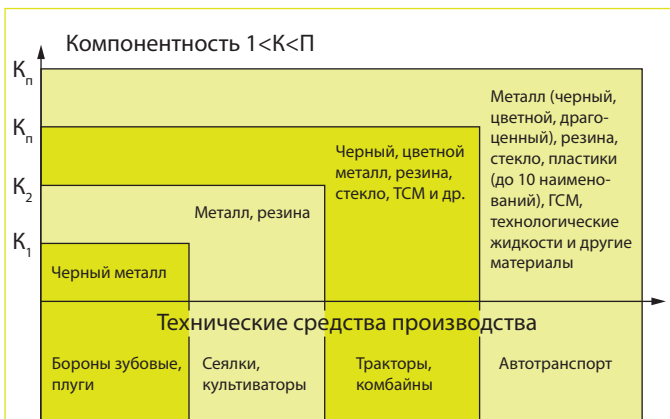 Компонентность 1<К<П
Кп
Кп
К2
К1
Металл (черный,
цветной, драго-
ценный), резина,
стекло, пластики
(до 10 наимено-
ваний), ГСМ,
технологические
жидкости и другие
материалы
Черный, цветной
металл, резина,
стекло, ТСМ и др.
Металл, резина
Черный металл
Технические средства производства
Бороны зубовые,
плуги
Сеялки,
культиваторы
Тракторы,
комбайны
Автотранспорт